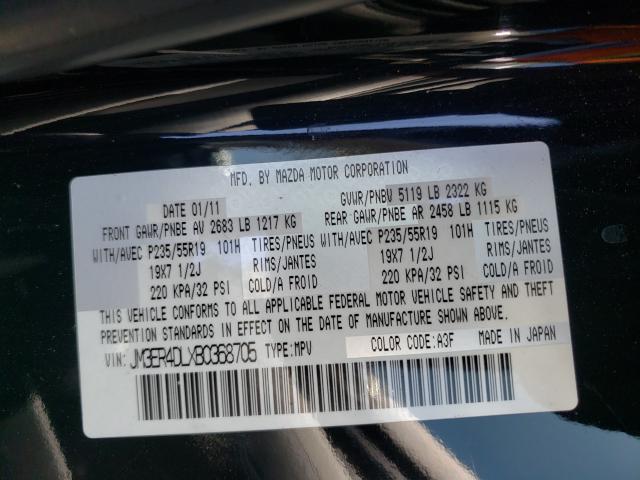 MFD. BY MAZDA MOTOR CORPORATION
DATE 01/11 GVWR/PNBV 5119 LB 2322 KG
FRONT GAWR/PNBE AV 2683 LB 1217 KG REAR GAWR/PNBE AR 2458 LB 1115 KG
WITH/AVEC P235/55R19 101H TIRES/PNEUS WITH/AVEC P235/55R19 101H TIRES/PNEUS
19X7 1/2J RIMS/JANTES 19X7 1/2J RIMS/JANTES
220 KPA/32 PSI COLD/A FROID 220 KPA/32 PSI COLD/A FROID
THIS VEHICLE CONFORMS TO ALL APPLICABLE FEDERAL MOTOR VEHICLE SAFETY AND THEFT
PREVENTION STANDARDS IN EFFECT ON THE DATE OF MANUFACTURE SHOWN ABOVE.
VIN: JM3ER4DLXB0368705 TYPE:MPV COLOR CODE: A3F MADE IN JAPAN